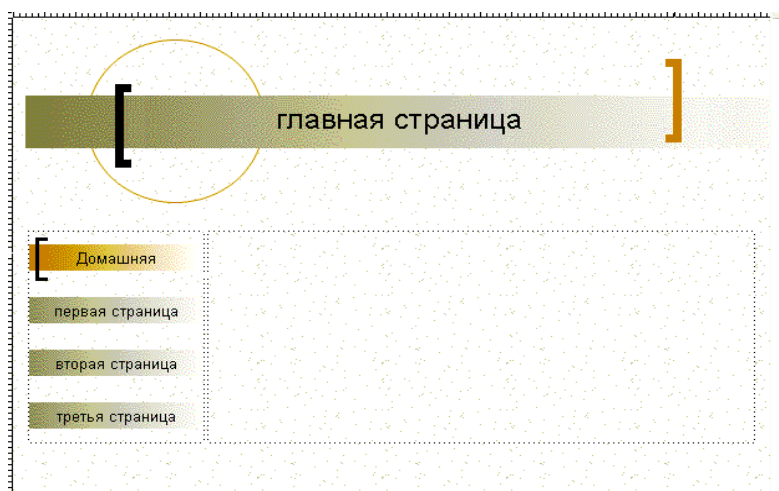 главная страница
Домашняя
первая страница
вторая страница
третья страница